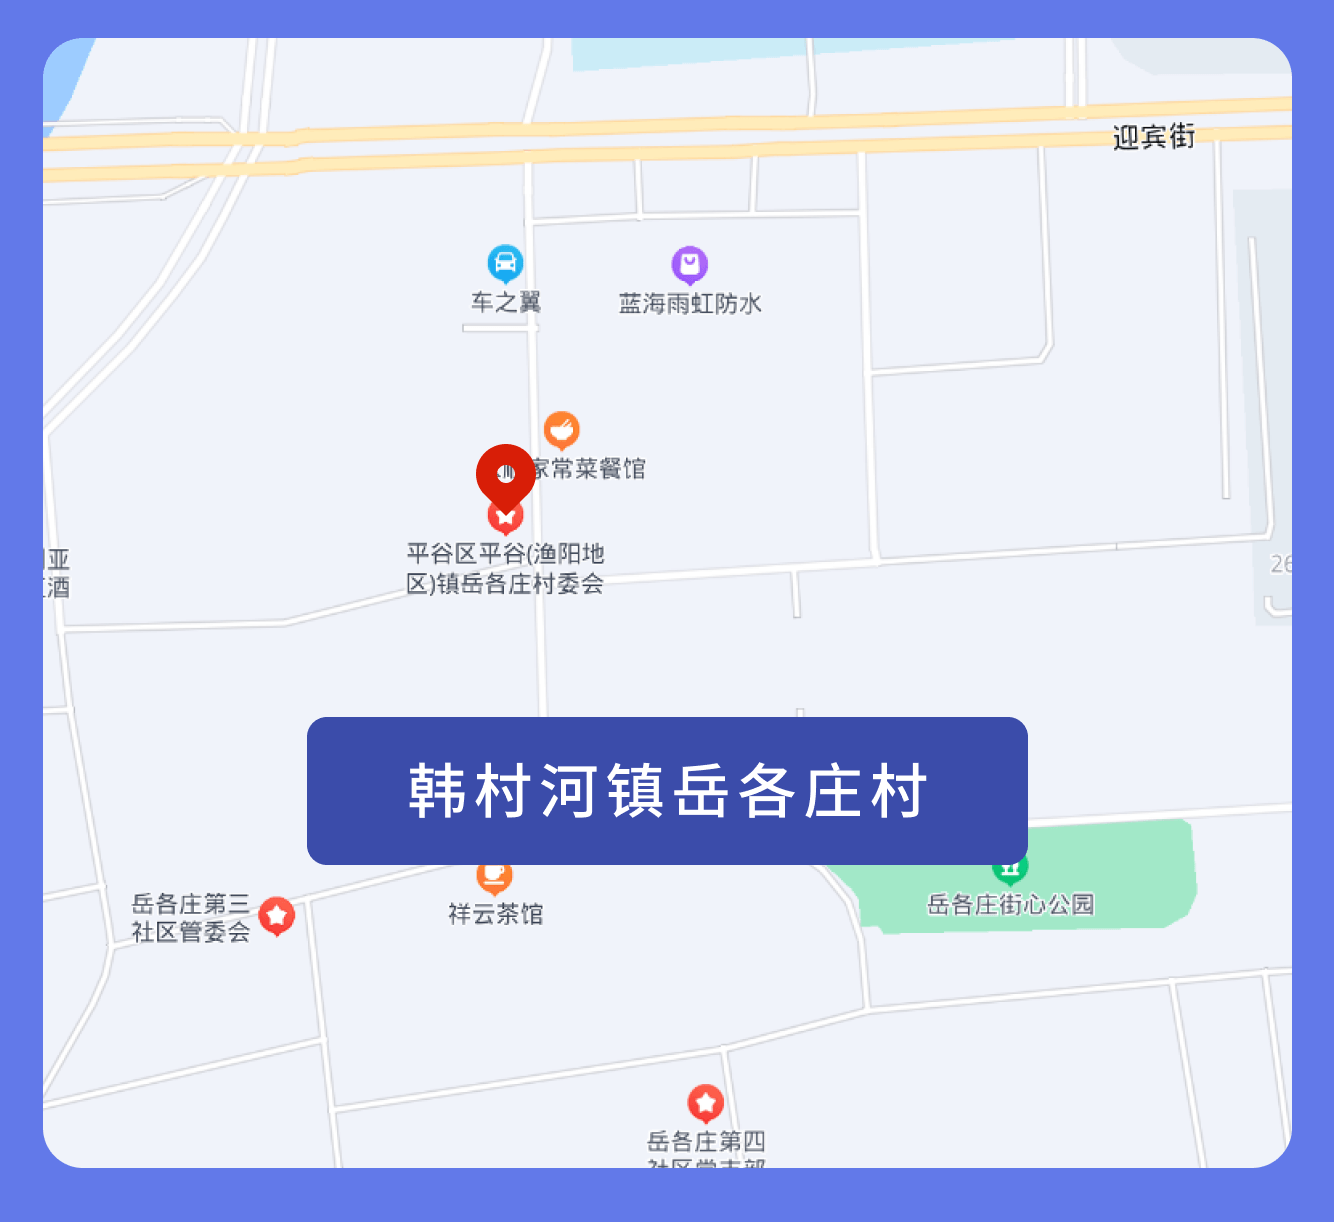 迎宾街
车之翼
蓝海雨虹防水
家常菜餐馆
平谷区平谷(渔阳地
区)镇岳各庄村委会
亚
酒
26
韩村河镇岳各庄村
岳各庄第三
社区管委会
祥云茶馆
岳各庄街心公园
岳各庄第四